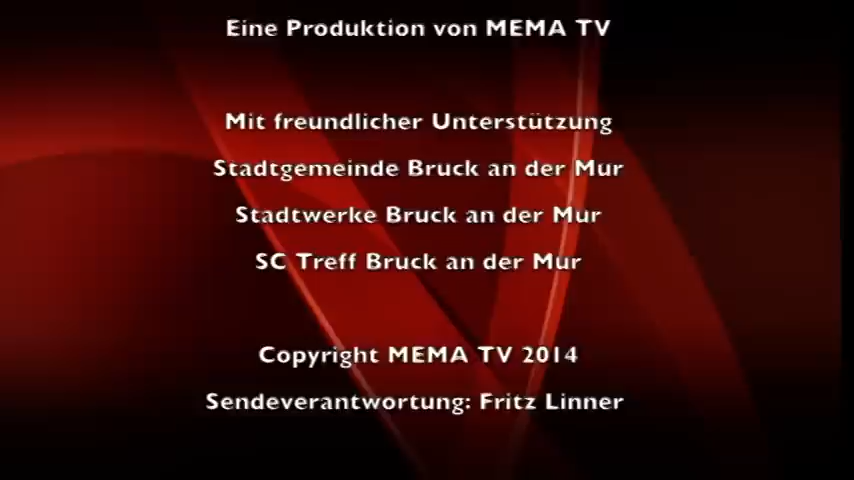 Eine Produktion von MEMA TV
Mit freundlicher Unterstützung
Stadtgemeinde Bruck an der Mur
Stadtwerke Bruck an der Mur
SC Treff Bruck an der Mur
Copyright MEMA TV 2014
Sendeverantwortung: Fritz Linner